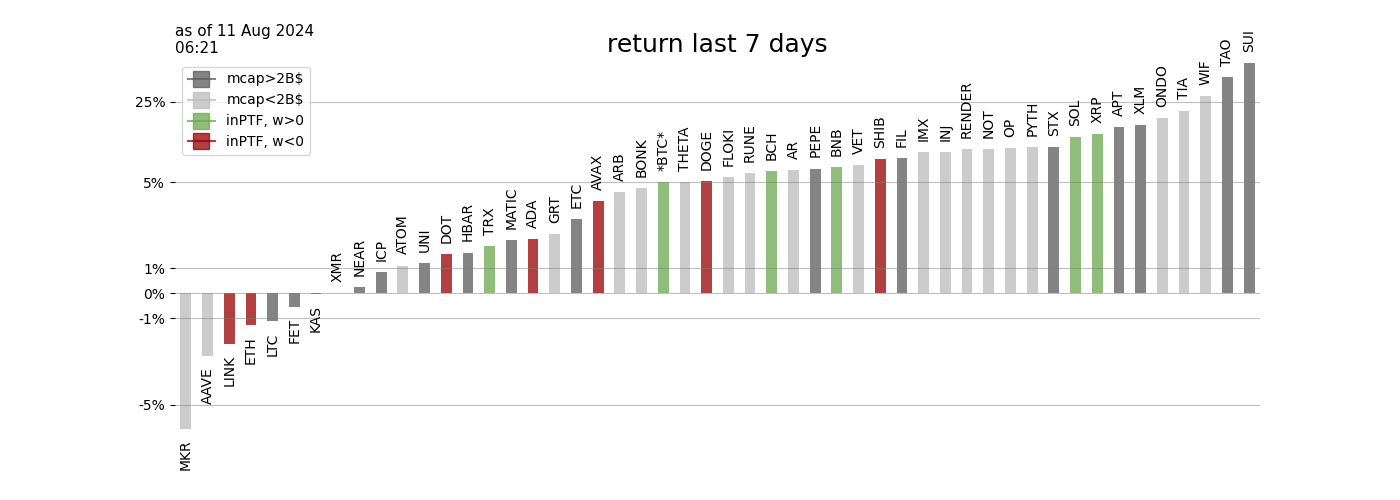 as of 11 Aug 2024
06:21
return last 7 days
mcap>2B$
mcap<2B$
inPTF, w>0
inPTF, w<0
25%
5%
1%
0%
-1%
-5%
MKR
AAVE
LINK
ETH
LTC
FET
KAS
XMR
NEAR
ICP
ATOM
UNI
DOT
HBAR
TRX
MATIC
ADA
GRT
ETC
AVAX
ARB
BONK
*BTC*
THETA
DOGE
FLOKI
RUNE
BCH
AR
PEPE
BNB
VET
SHIB
FIL
IMX
INJ
RENDER
NOT
OP
PYTH
STX
SOL
XRP
APT
XLM
ONDO
TIA
WIF
TAO
SUI